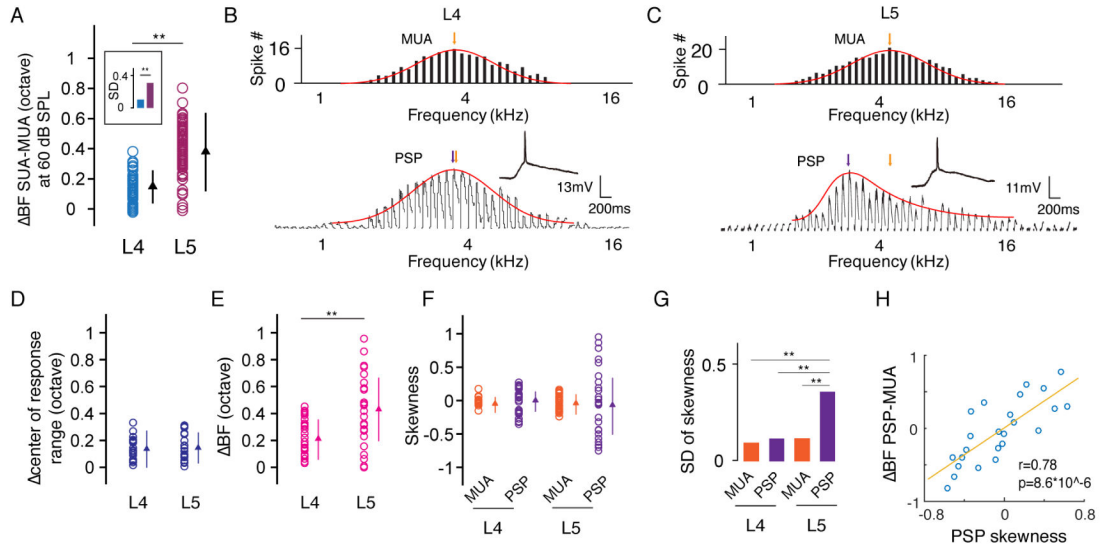 A
**
ΔBF SUA-MUA (octave)
at 60 dB SPL
1
0.8
0.6
0.4
0.2
0
SD
0.4
0
**
L4
L5
B
L4
Spike #
16
0
MUA
1
4
16
Frequency (kHz)
PSP
13mV
200ms
1
4
16
Frequency (kHz)
C
L5
Spike #
20
0
MUA
1
4
16
Frequency (kHz)
PSP
11mV
200ms
1
4
16
Frequency (kHz)
D
Δcenter of response
range (octave)
1
0.8
0.6
0.4
0.2
0
L4
L5
E
**
ΔBF (octave)
1
0.8
0.6
0.4
0.2
0
L4
L5
F
Skewness
1
0.5
0
-0.5
-1
MUA
PSP
MUA
PSP
L4
L5
G
SD of skewness
0.5
0
**
**
**
MUA
PSP
MUA
PSP
L4
L5
H
ΔBF PSP-MUA
1
0
-1
r=0.78
p=8.6*10^-6
-0.8
0
0.8
PSP skewness